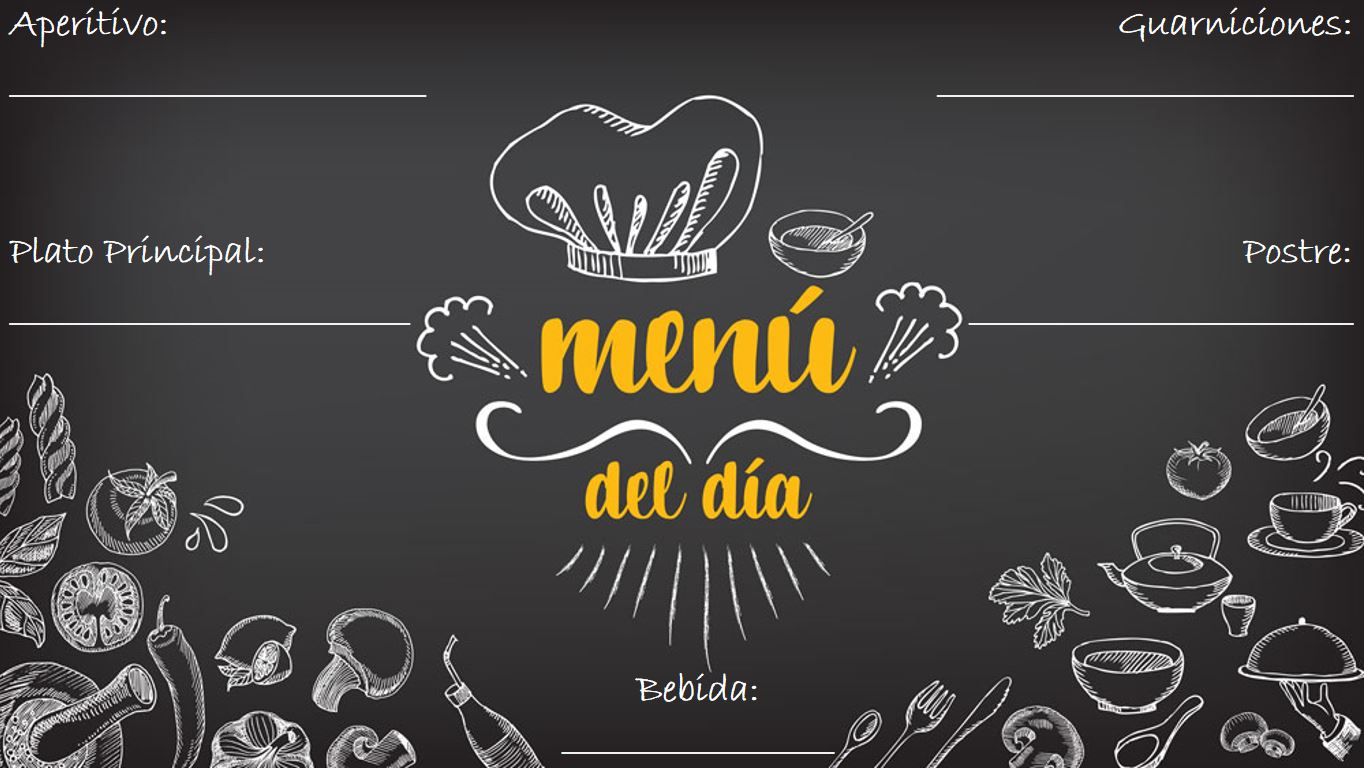 Aperitivo:
Guarniciones:
Plato Principal:
Postre:
menú
del día
Bebida: